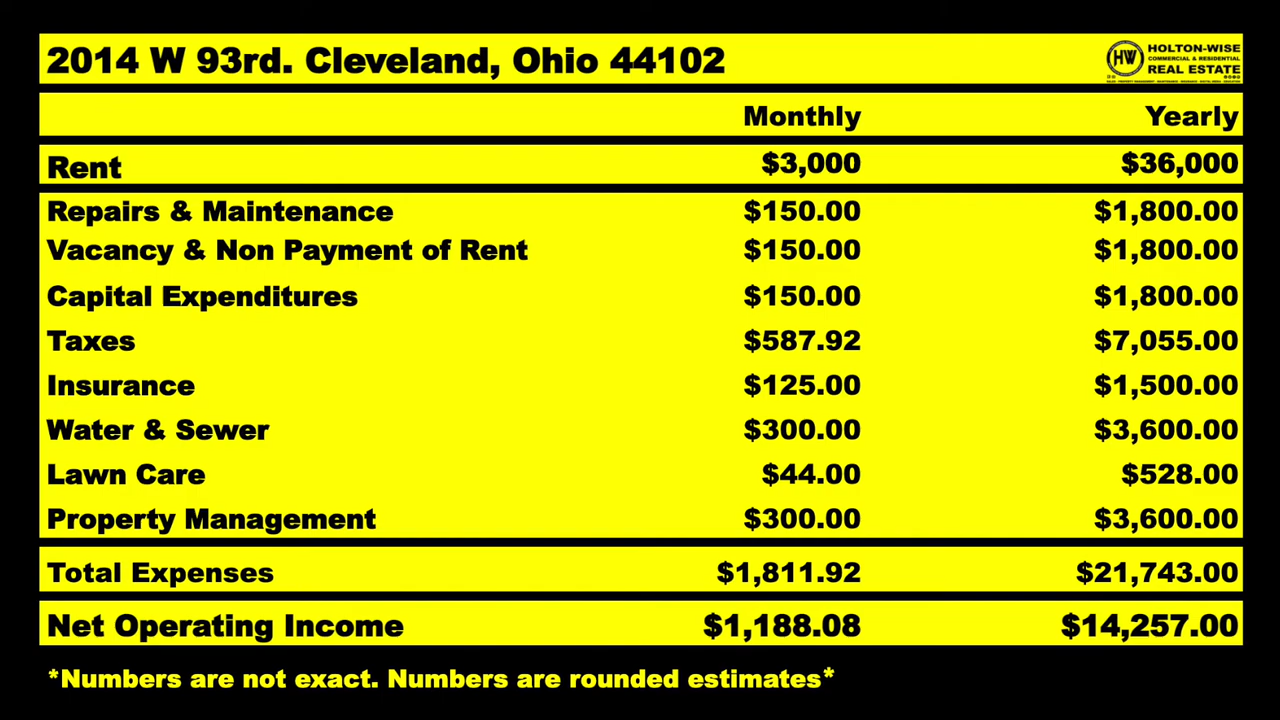 2014 W 93rd. Cleveland, Ohio 44102
HW
HOLTON-WISE
COMMERCIAL & RESIDENTIAL
REAL ESTATE
Monthly Yearly
Rent $3,000 $36,000
Repairs & Maintenance $150.00 $1,800.00
Vacancy & Non Payment of Rent $150.00 $1,800.00
Capital Expenditures $150.00 $1,800.00
Taxes $587.92 $7,055.00
Insurance $125.00 $1,500.00
Water & Sewer $300.00 $3,600.00
Lawn Care $44.00 $528.00
Property Management $300.00 $3,600.00
Total Expenses $1,811.92 $21,743.00
Net Operating Income $1,188.08 $14,257.00
*Numbers are not exact. Numbers are rounded estimates*